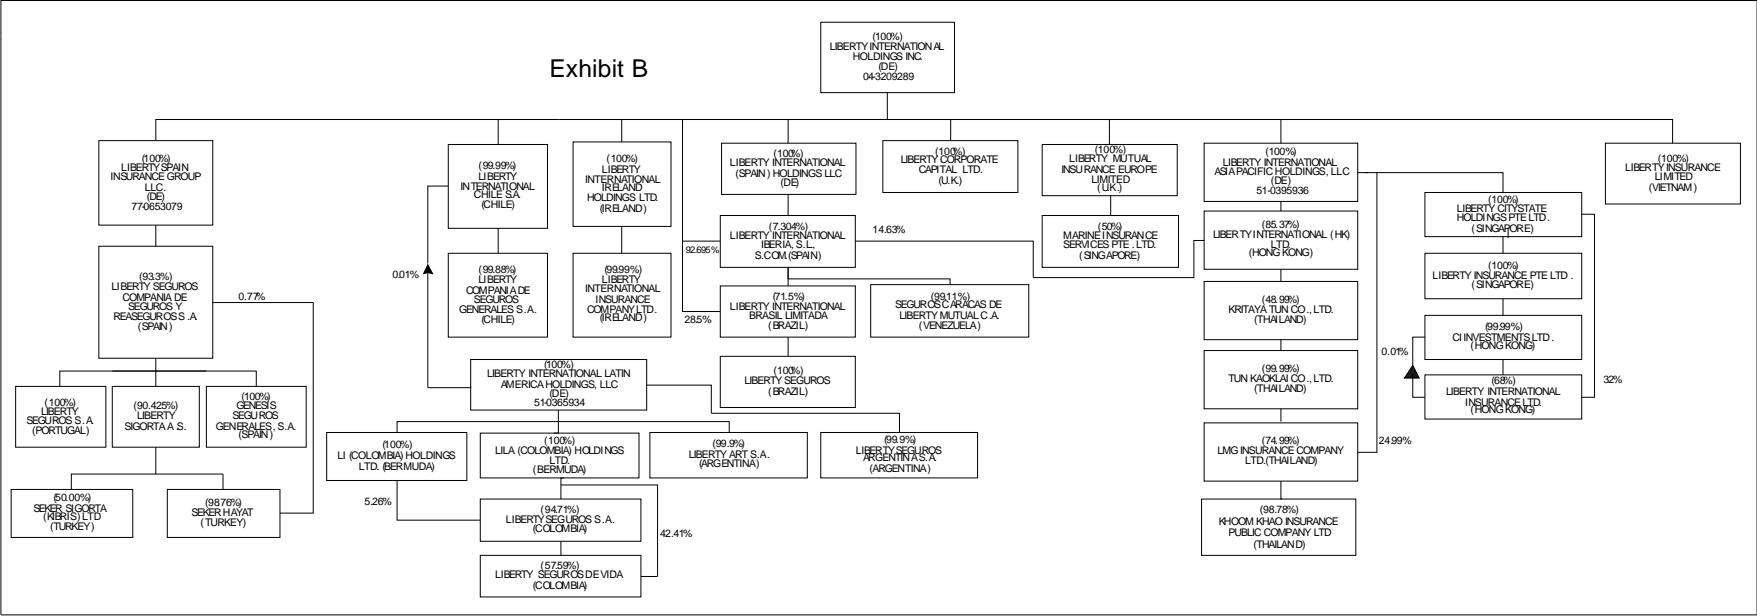 Exhibit B
(100%)
LIBERTY INTERNATIONAL
HOLDINGS INC.
(DE)
04-3209289
(100%)
LIBERTY SPAIN
INSURANCE GROUP
LLC.
(DE)
77-0653079
(99.99%)
LIBERTY
INTERNATIONAL
CHILE S.A.
(CHILE)
(100%)
LIBERTY
INTERNATIONAL
IRELAND
HOLDINGS LTD.
(IRELAND)
(100%)
LIBERTY INTERNATIONAL
(SPAIN) HOLDINGS LLC
(DE)
(100%)
LIBERTY CORPORATE
CAPITAL LTD.
(U.K.)
(100%)
LIBERTY MUTUAL
INSURANCE EUROPE
LIMITED
(U.K.)
(100%)
LIBERTY INTERNATIONAL
ASIA PACIFIC HOLDINGS, LLC
(DE)
51-0395936
(100%)
LIBERTY INSURANCE
LIMITED
(VIETNAM)
(100%)
LIBERTY CITYSTATE
HOLDINGS PTE LTD.
(SINGAPORE)
(93.3%)
LIBERTY SEGUROS
COMPANIA DE
SEGUROS Y
REASEGUROS S.A.
(SPAIN)
0.77%
0.01%
(99.88%)
LIBERTY
COMPANIA DE
SEGUROS
GENERALES S.A.
(CHILE)
(99.99%)
LIBERTY
INTERNATIONAL
INSURANCE
COMPANY LTD.
(IRELAND)
92.695%
(7.304%)
LIBERTY INTERNATIONAL
IBERIA, S.L.,
S.COM.(SPAIN)
14.63%
(50%)
MARINE INSURANCE
SERVICES PTE. LTD.
(SINGAPORE)
(85.37%)
LIBERTY INTERNATIONAL (HK)
LTD.
(HONG KONG)
(100%)
LIBERTY INSURANCE PTE LTD.
(SINGAPORE)
28.5%
(71.5%)
LIBERTY INTERNATIONAL
BRASIL LIMITADA
(BRAZIL)
(99.11%)
SEGUROS CARACAS DE
LIBERTY MUTUAL C.A.
(VENEZUELA)
(48.99%)
KRITAYA TUN CO., LTD.
(THAILAND)
(99.99%)
CI INVESTMENTS LTD.
(HONG KONG)
0.01%
32%
(100%)
LIBERTY SEGUROS
(BRAZIL)
(99.99%)
TUN KAOKLAI CO., LTD.
(THAILAND)
(68%)
LIBERTY INTERNATIONAL
INSURANCE LTD.
(HONG KONG)
(100%)
LIBERTY INTERNATIONAL LATIN
AMERICA HOLDINGS, LLC
(DE)
51-0365934
(100%)
LIBERTY
SEGUROS S.A.
(PORTUGAL)
(90.425%)
LIBERTY
SIGORTA A.S.
(100%)
GENESIS
SEGUROS
GENERALES, S.A.
(SPAIN)
(100%)
LI (COLOMBIA) HOLDINGS
LTD. (BERMUDA)
(100%)
LILA (COLOMBIA) HOLDINGS
LTD.
(BERMUDA)
(99.9%)
LIBERTY ART S.A.
(ARGENTINA)
(99.9%)
LIBERTY SEGUROS
ARGENTINA S.A.
(ARGENTINA)
(74.99%)
LMG INSURANCE COMPANY
LTD.(THAILAND)
24.99%
(50.00%)
SEKER SIGORTA
(KIBRIS) LTD
(TURKEY)
(98.76%)
SEKER HAYAT
(TURKEY)
5.26%
(94.71%)
LIBERTY SEGUROS S.A.
(COLOMBIA)
42.41%
(98.78%)
KHOOM KHAO INSURANCE
PUBLIC COMPANY LTD
(THAILAND)
(57.59%)
LIBERTY SEGUROS DE VIDA
(COLOMBIA)